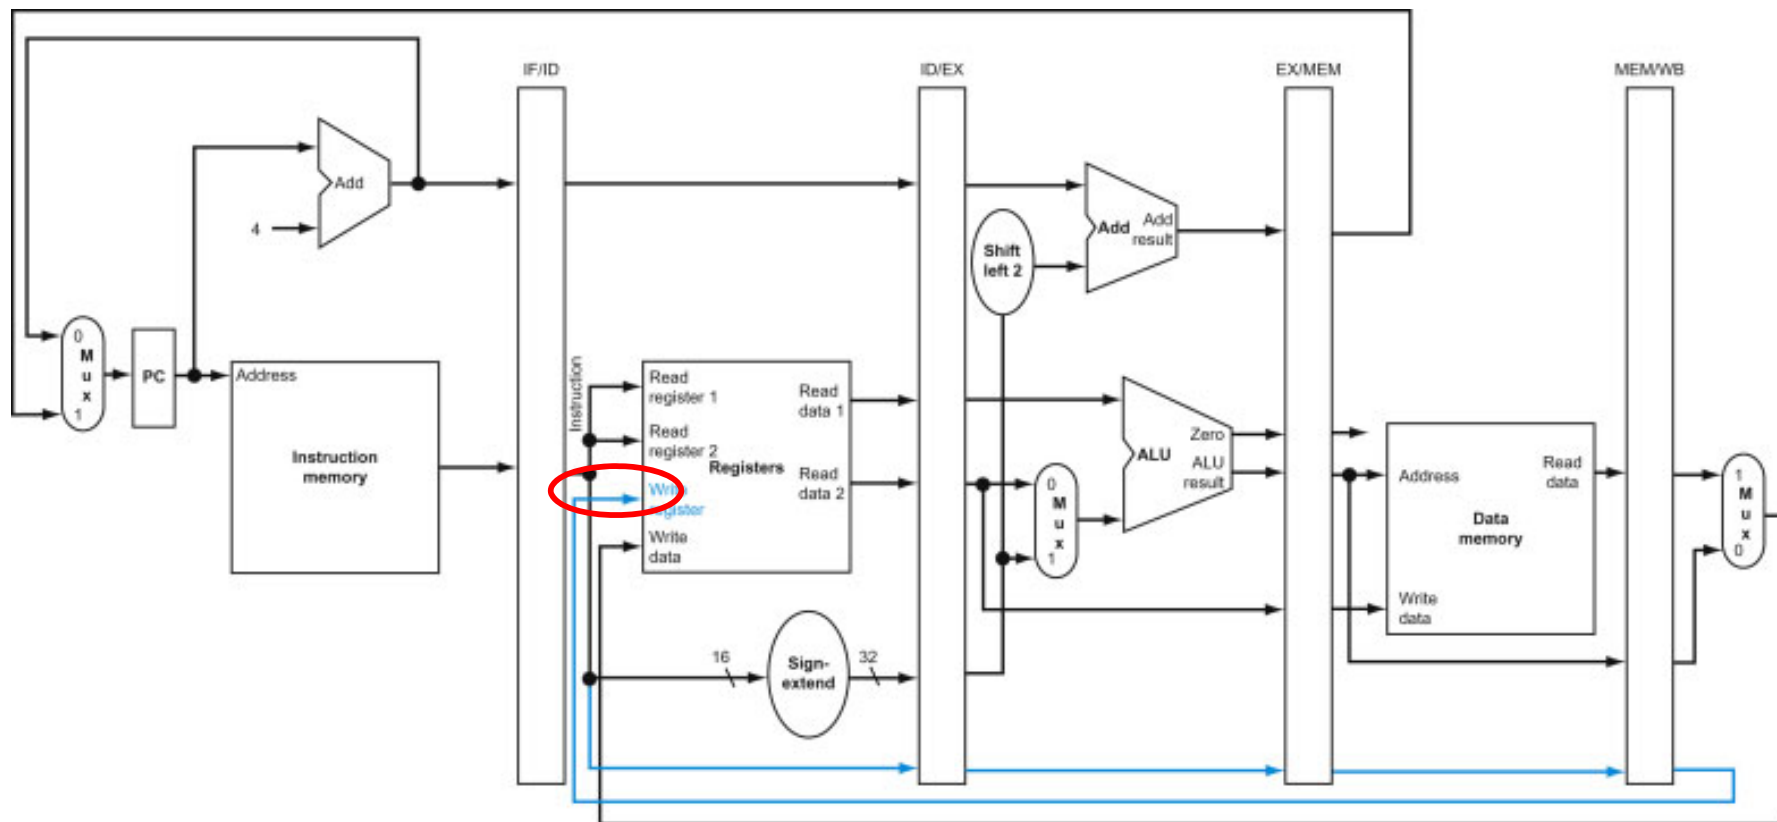 IF/ID
ID/EX
EX/MEM
MEM/WB
Add
4
Add
Add
result
Shift
left 2
0
M
u
x
1
PC
Address
Instruction
memory
Instruction
Read
register 1
Read
register 2
Write
register
Write
data
Registers
Read
data 1
Read
data 2
0
M
u
x
1
Zero
ALU
ALU
result
Address
Read
data
Data
memory
Write
data
1
M
u
x
0
16
Sign-
extend
32